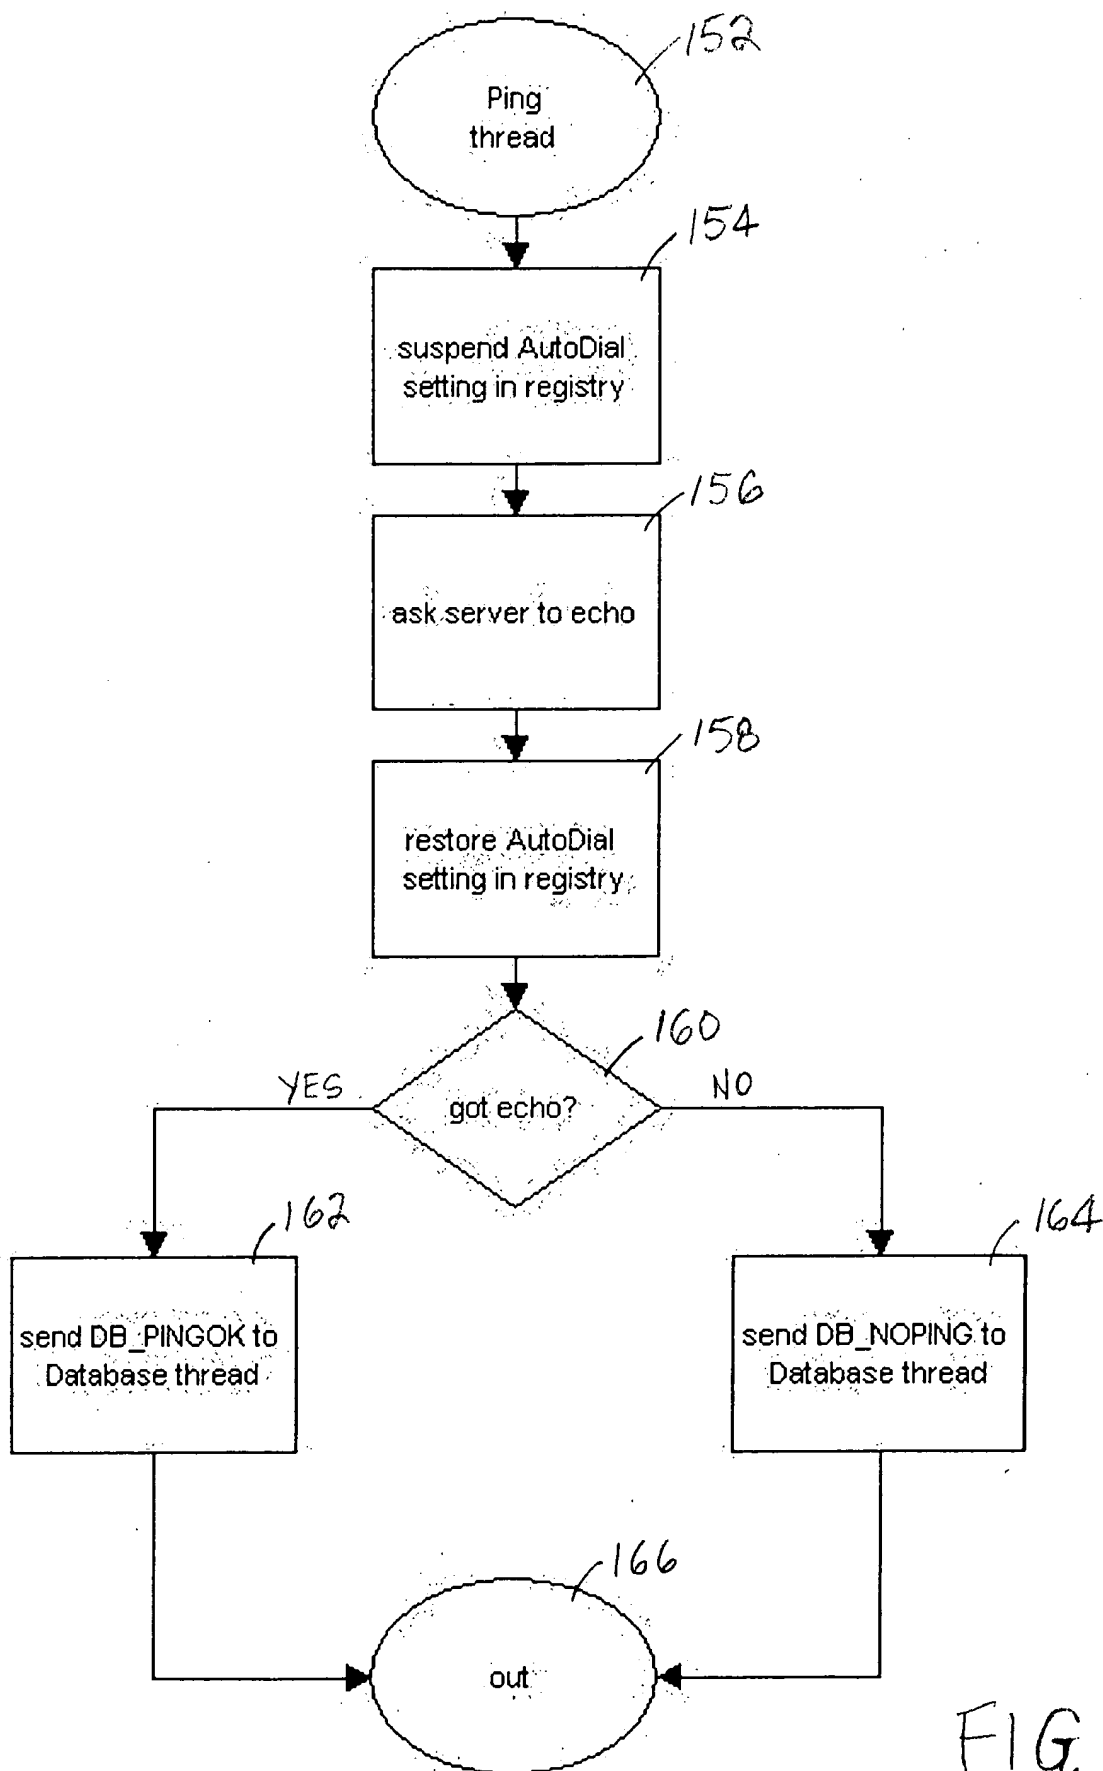 152
Ping
thread
154
suspend AutoDial
setting in registry
156
ask server to echo
158
restore AutoDial
setting in registry
160
YES
got echo?
NO
162
164
send DB_PINGOK to
Database thread
send DB_NOPING to
Database thread
166
out
FIG.